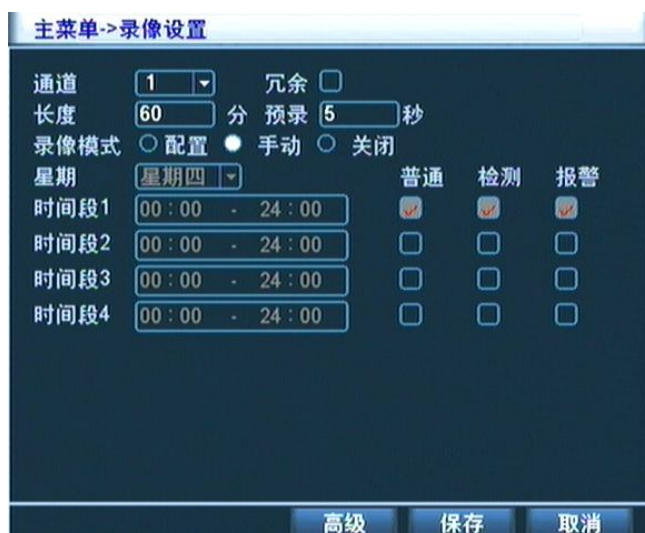 主菜单->录像设置
通道 1 冗余
长度 60 分 预录 5 秒
录像模式 配置 手动 关闭
星期 星期四 普通 检测 报警
时间段1 00:00 - 24:00
时间段2 00:00 - 24:00
时间段3 00:00 - 24:00
时间段4 00:00 - 24:00
高级 保存 取消